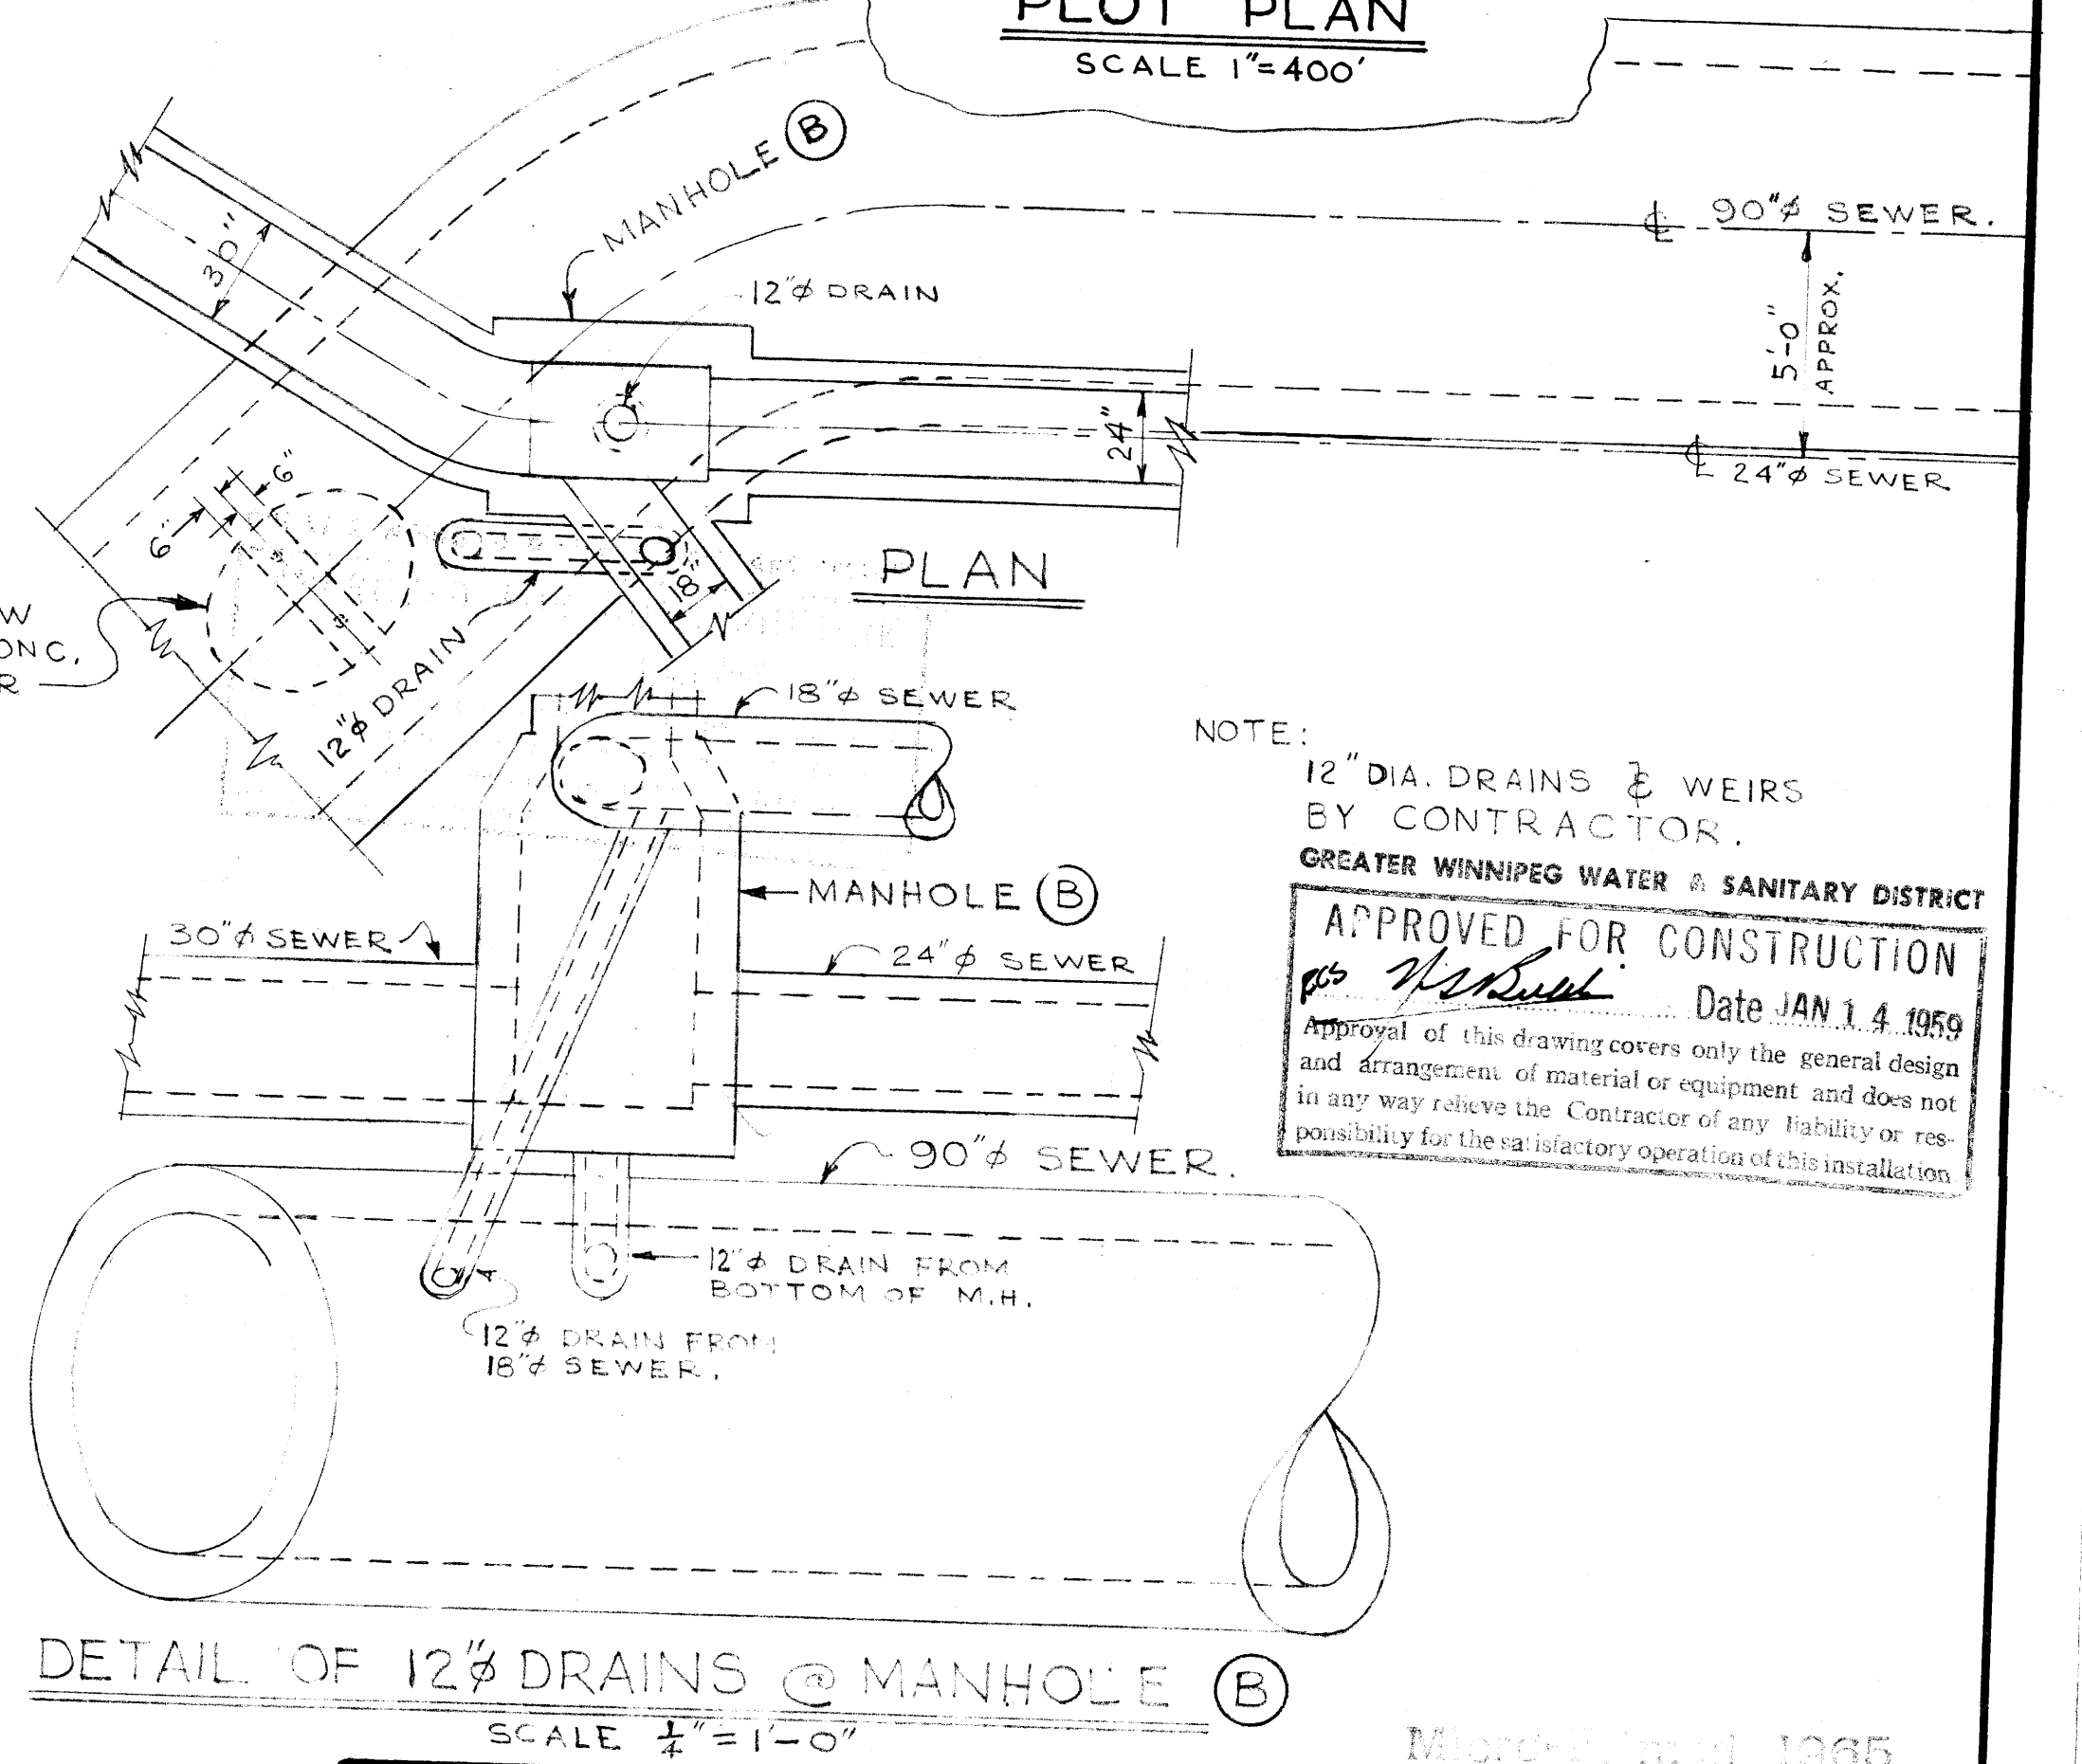 PLOT PLAN
SCALE 1"=400'
MANHOLE B
30"
12"⌀ DRAIN
℄ 90"⌀ SEWER.
5'-0"
APPROX.
24"
℄ 24"⌀ SEWER
6"
6"
18"
PLAN
W
ONC.
R
12"⌀ DRAIN
18"⌀ SEWER
NOTE:
12" DIA. DRAINS & WEIRS
BY CONTRACTOR.
MANHOLE B
30"⌀ SEWER
24"⌀ SEWER
GREATER WINNIPEG WATER & SANITARY DISTRICT
APPROVED FOR CONSTRUCTION
Date JAN 14 1959
Approval of this drawing covers only the general design
and arrangement of material or equipment and does not
in any way relieve the Contractor of any liability or res-
ponsibility for the satisfactory operation of this installation
90"⌀ SEWER.
12"⌀ DRAIN FROM
BOTTOM OF M.H.
12"⌀ DRAIN FROM
18"⌀ SEWER.
DETAIL OF 12"⌀ DRAINS @ MANHOLE B
SCALE ¼"=1'-0"
1965